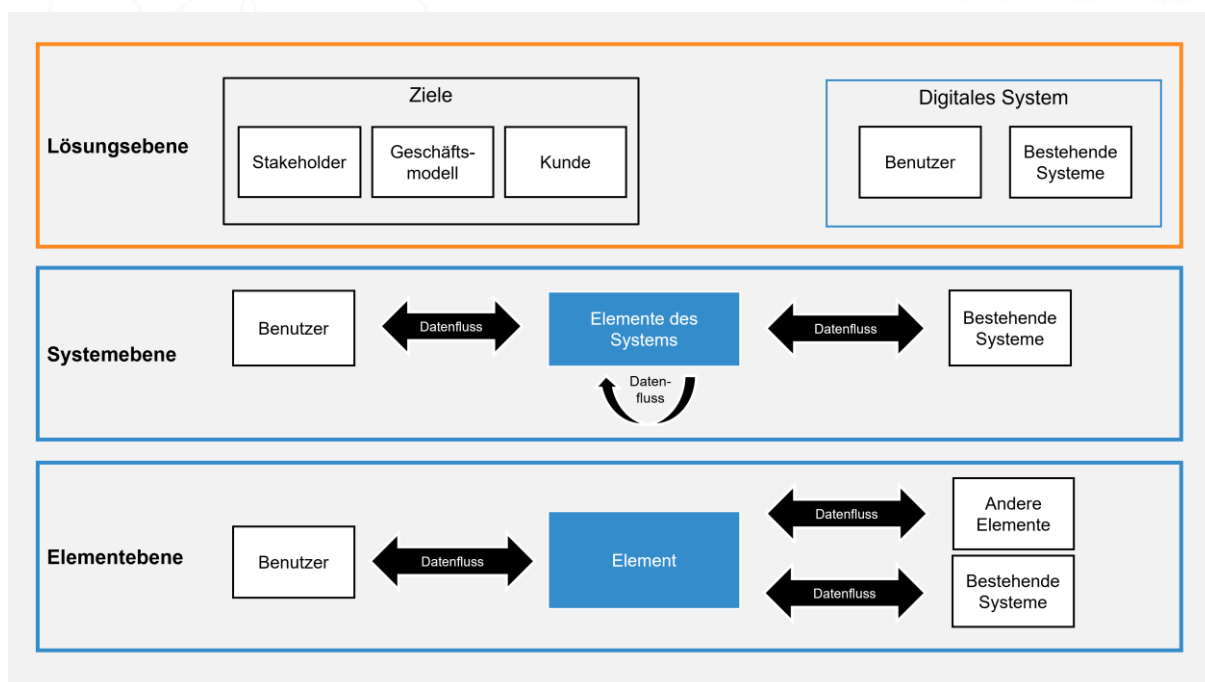 Ziele
Digitales System
Lösungsebene
Stakeholder
Geschäfts-
modell
Kunde
Benutzer
Bestehende
Systeme
Systemebene
Benutzer
Datenfluss
Elemente des
Systems
Daten-
fluss
Datenfluss
Bestehende
Systeme
Elementebene
Benutzer
Datenfluss
Element
Datenfluss
Andere
Elemente
Datenfluss
Bestehende
Systeme